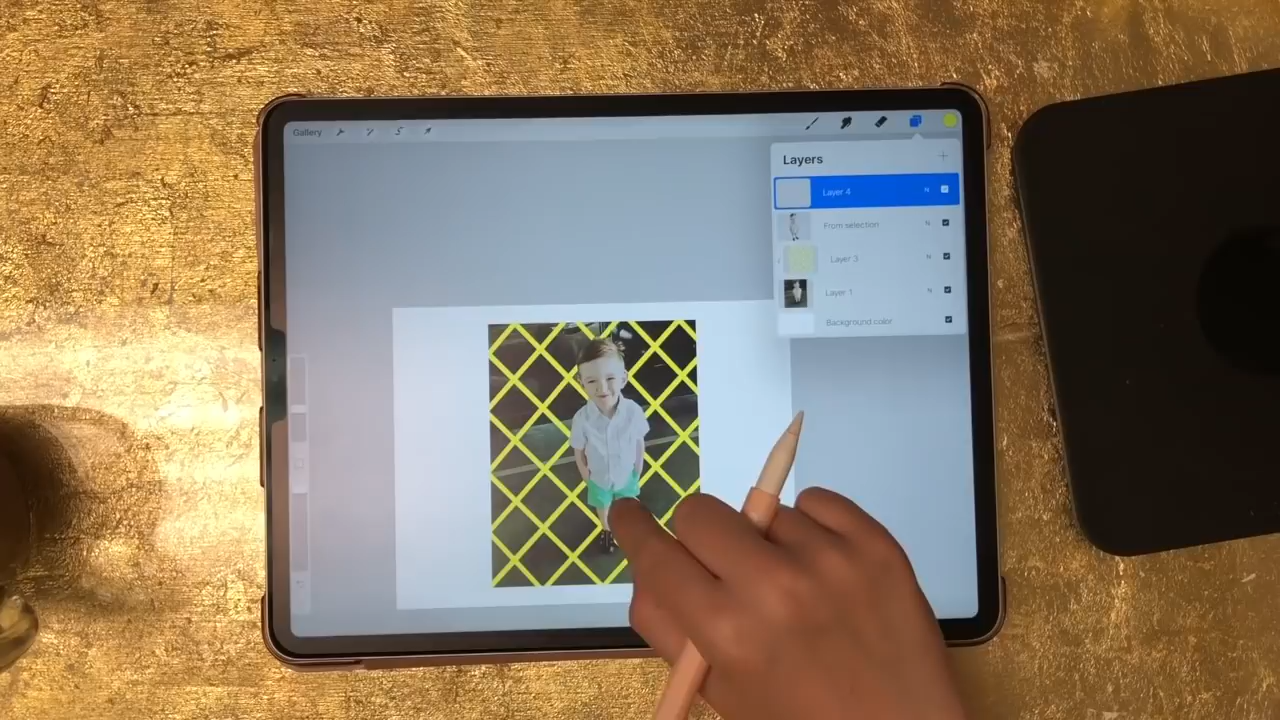 Gallery
Layers
Layer 4 N
From selection N
Layer 3 N
Layer 1 N
Background color